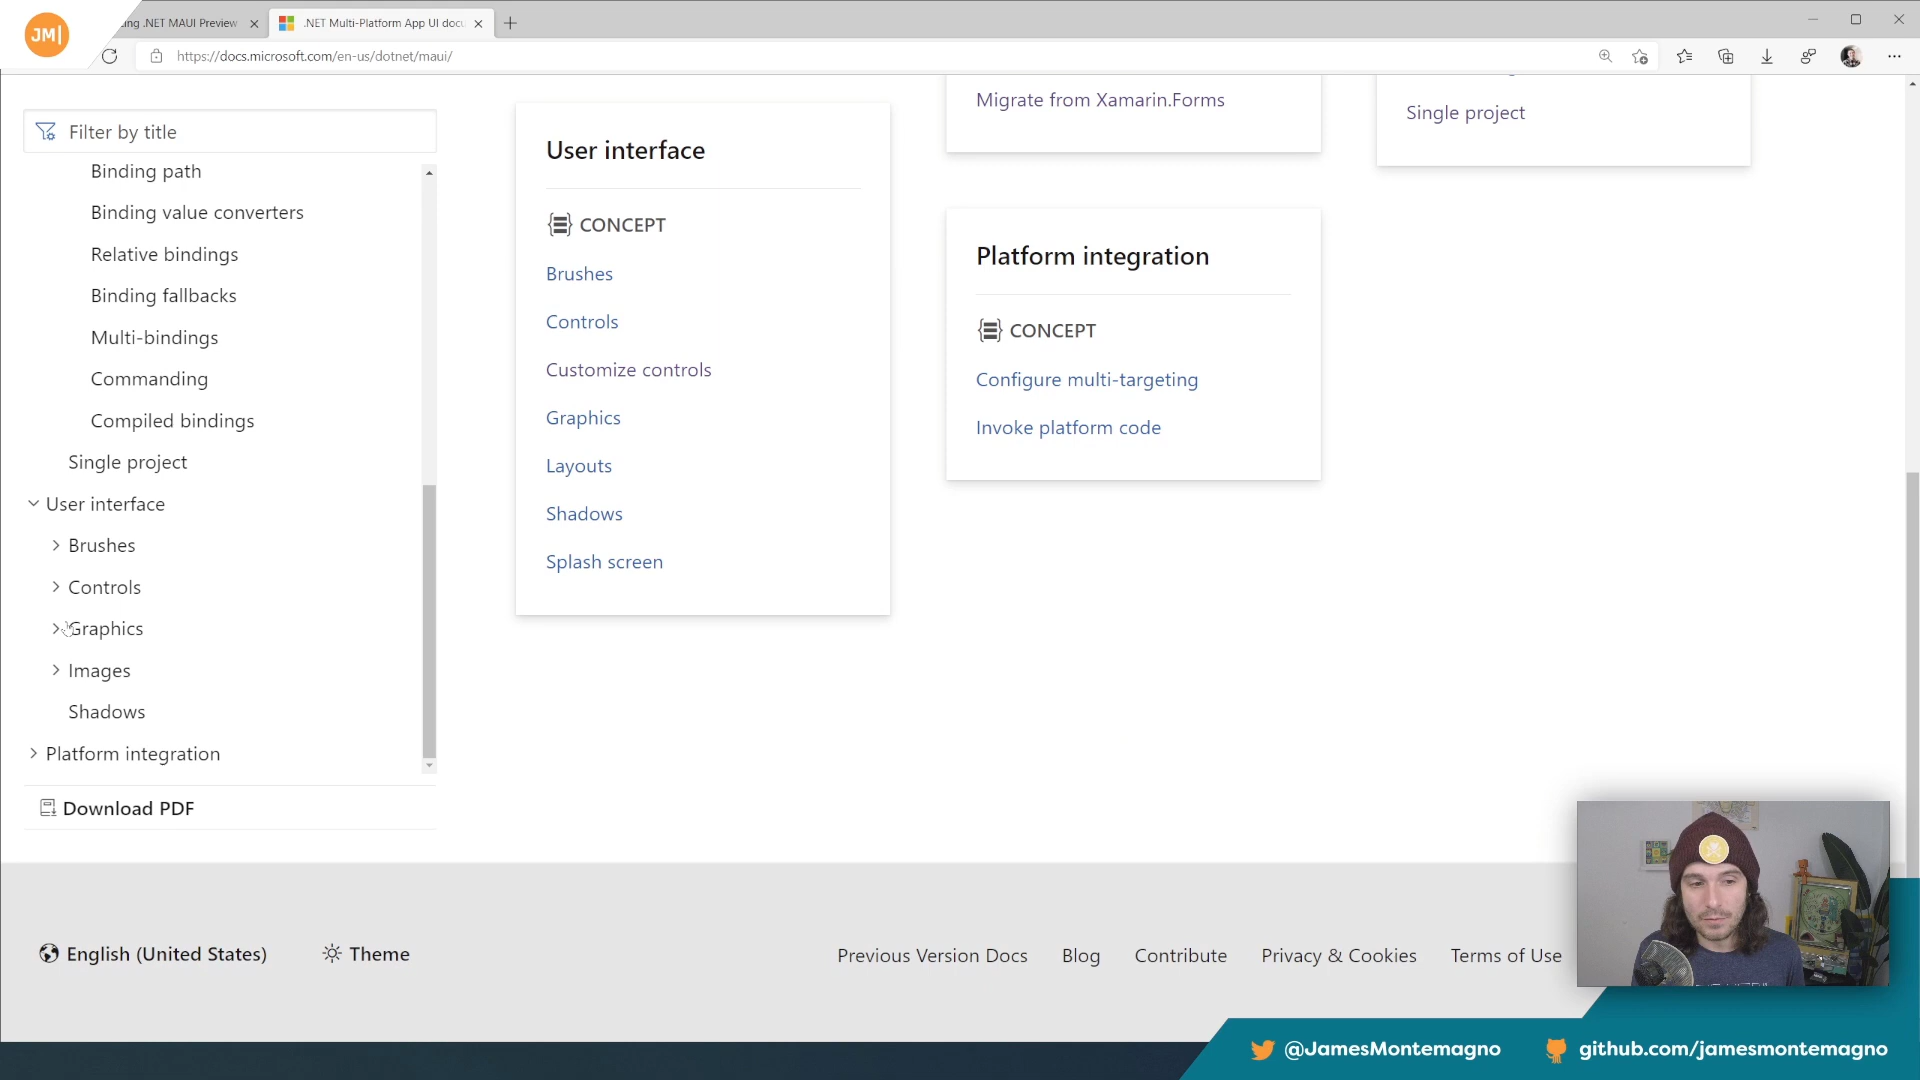 JM|
ing .NET MAUI Preview
.NET Multi-Platform App UI docu
https://docs.microsoft.com/en-us/dotnet/maui/
Filter by title
Binding path
Binding value converters
Relative bindings
Binding fallbacks
Multi-bindings
Commanding
Compiled bindings
Single project
User interface
Brushes
Controls
Graphics
Images
Shadows
Platform integration
Download PDF
User interface
CONCEPT
Brushes
Controls
Customize controls
Graphics
Layouts
Shadows
Splash screen
Migrate from Xamarin.Forms
Platform integration
CONCEPT
Configure multi-targeting
Invoke platform code
Single project
English (United States)
Theme
Previous Version Docs
Blog
Contribute
Privacy & Cookies
Terms of Use
@JamesMontemagno
github.com/jamesmontemagno